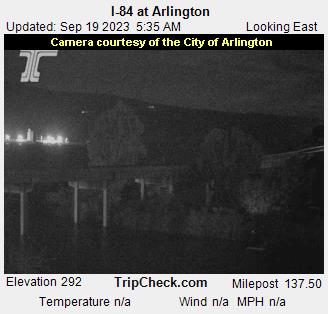 I-84 at Arlington
Updated: Sep 19 2023 5:35 AM Looking East
Camera courtesy of the City of Arlington
Elevation 292 TripCheck.com Milepost 137.50
Temperature n/a Wind n/a MPH n/a